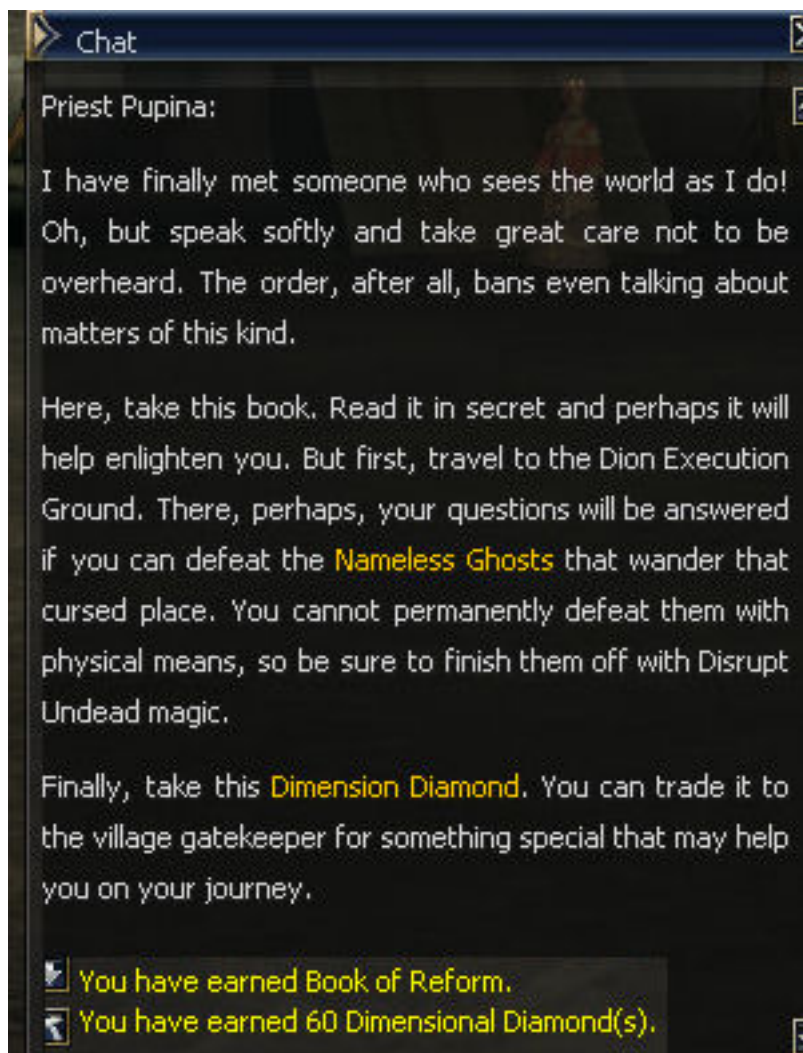 Chat
Priest Pupina:
I have finally met someone who sees the world as I do!
Oh, but speak softly and take great care not to be
overheard. The order, after all, bans even talking about
matters of this kind.
Here, take this book. Read it in secret and perhaps it will
help enlighten you. But first, travel to the Dion Execution
Ground. There, perhaps, your questions will be answered
if you can defeat the Nameless Ghosts that wander that
cursed place. You cannot permanently defeat them with
physical means, so be sure to finish them off with Disrupt
Undead magic.
Finally, take this Dimension Diamond. You can trade it to
the village gatekeeper for something special that may help
you on your journey.
You have earned Book of Reform.
You have earned 60 Dimensional Diamond(s).